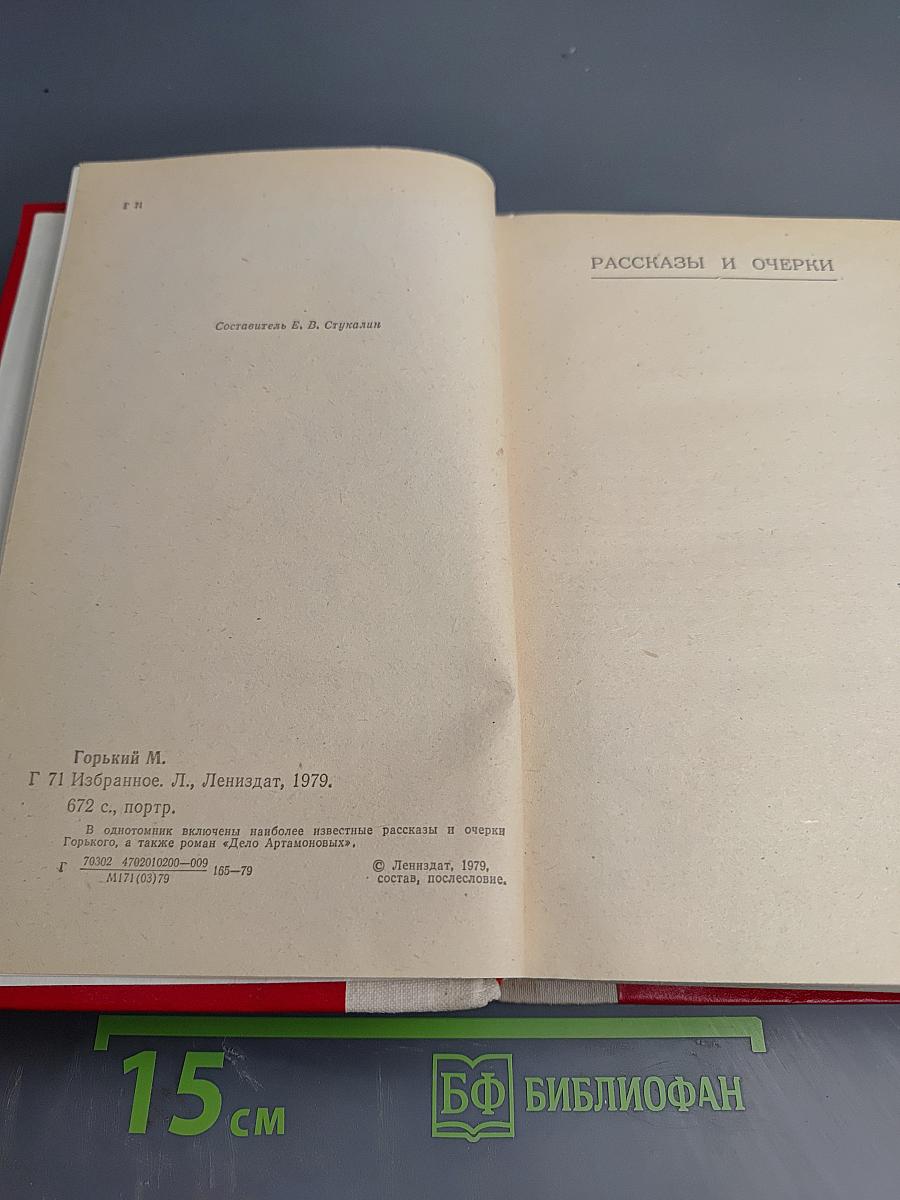 Г П
Составитель Е. В. Стукалин
Горький М.
Г 71 Избранное. Л., Лениздат, 1979.
672 с., портр.
В однотомник включены наиболее известные рассказы и очерки
Горького, а также роман «Дело Артамоновых».
Г 70302 4702010200—009
М171(03)79
165—79
© Лениздат, 1979,
состав, послесловие.
РАССКАЗЫ И ОЧЕРКИ
15 см
БФ БИБЛИОФАН